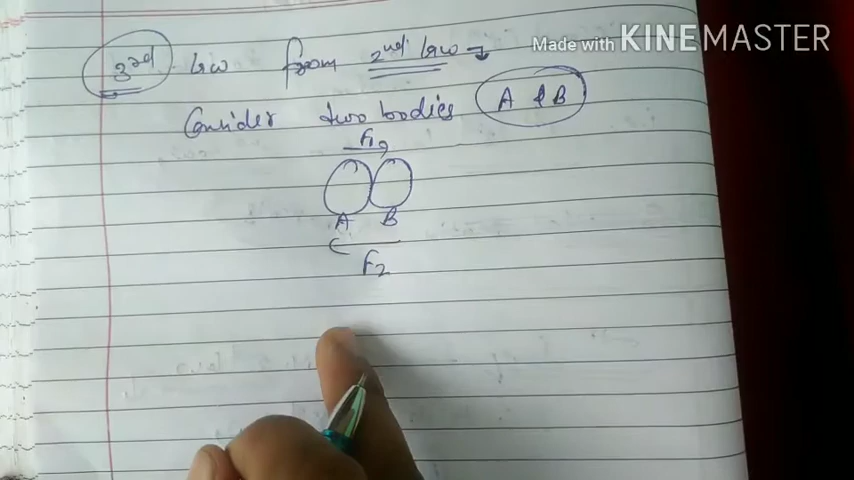 Made with KINEMASTER
3rd law from 2nd law →
Consider two bodies A & B
F1
A B
F2